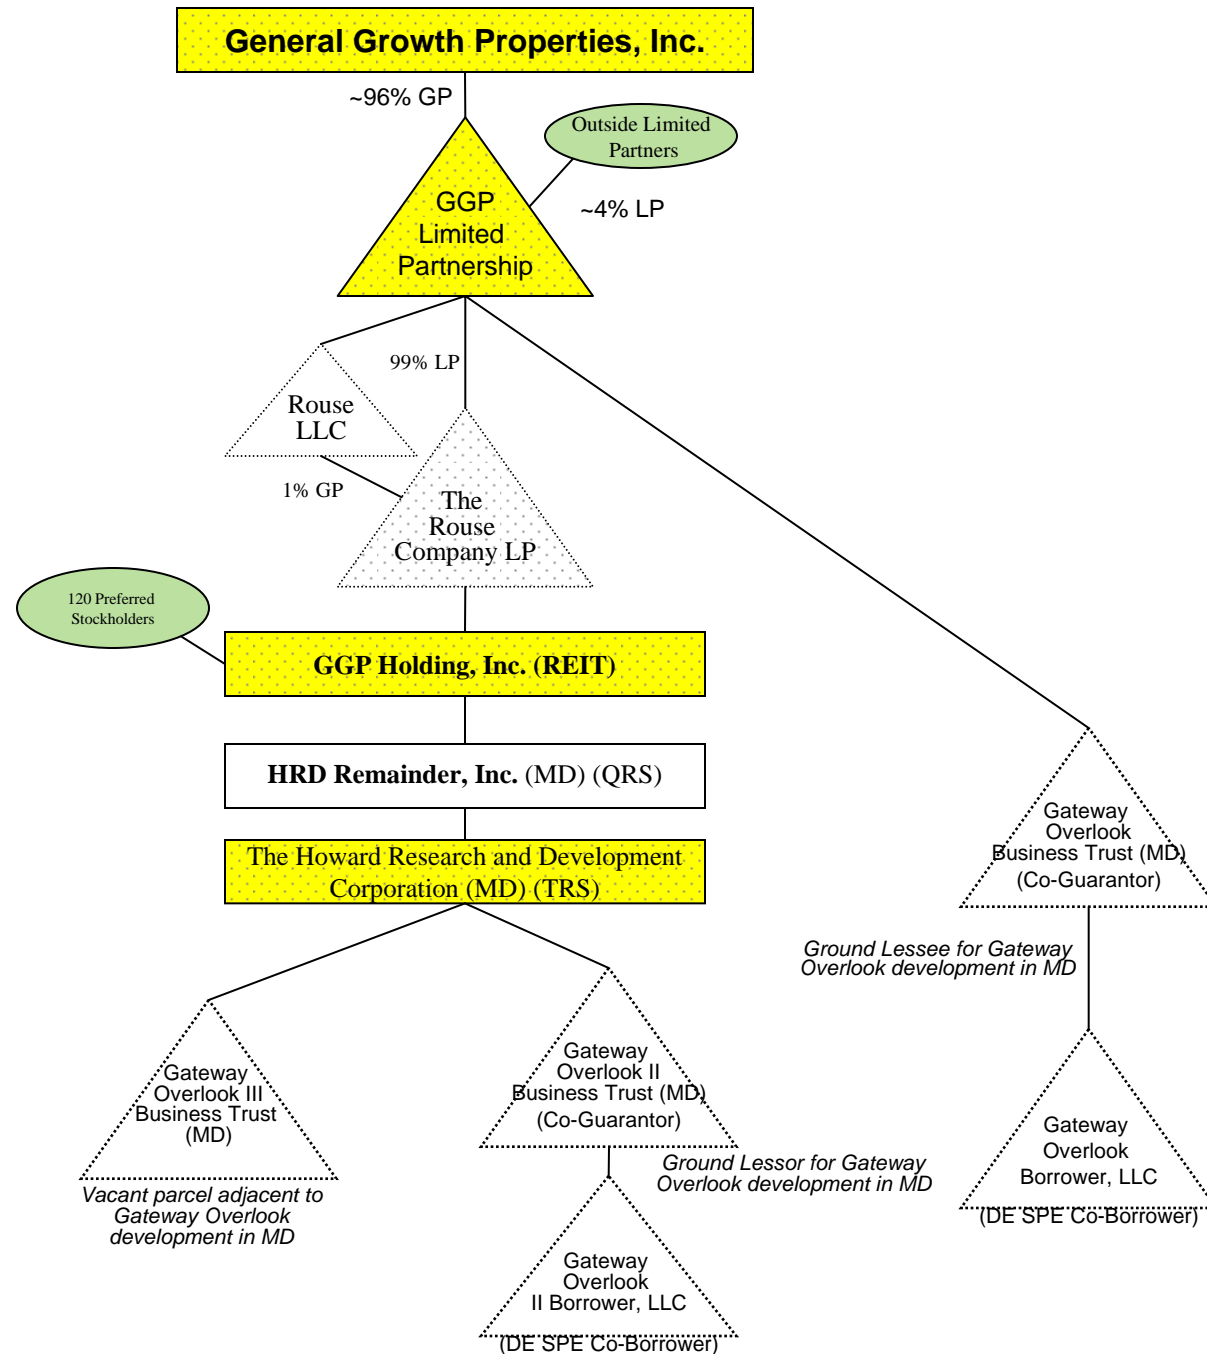 General Growth Properties, Inc.
~96% GP
Outside Limited
Partners
~4% LP
GGP
Limited
Partnership
99% LP
Rouse
LLC
1% GP
The
Rouse
Company LP
120 Preferred
Stockholders
GGP Holding, Inc. (REIT)
HRD Remainder, Inc. (MD) (QRS)
The Howard Research and Development
Corporation (MD) (TRS)
Gateway
Overlook
Business Trust (MD)
(Co-Guarantor)
Ground Lessee for Gateway
Overlook development in MD
Gateway
Overlook III
Business Trust
(MD)
Vacant parcel adjacent to
Gateway Overlook
development in MD
Gateway
Overlook II
Business Trust (MD)
(Co-Guarantor)
Ground Lessor for Gateway
Overlook development in MD
Gateway
Overlook
II Borrower, LLC
(DE SPE Co-Borrower)
Gateway
Overlook
Borrower, LLC
(DE SPE Co-Borrower)